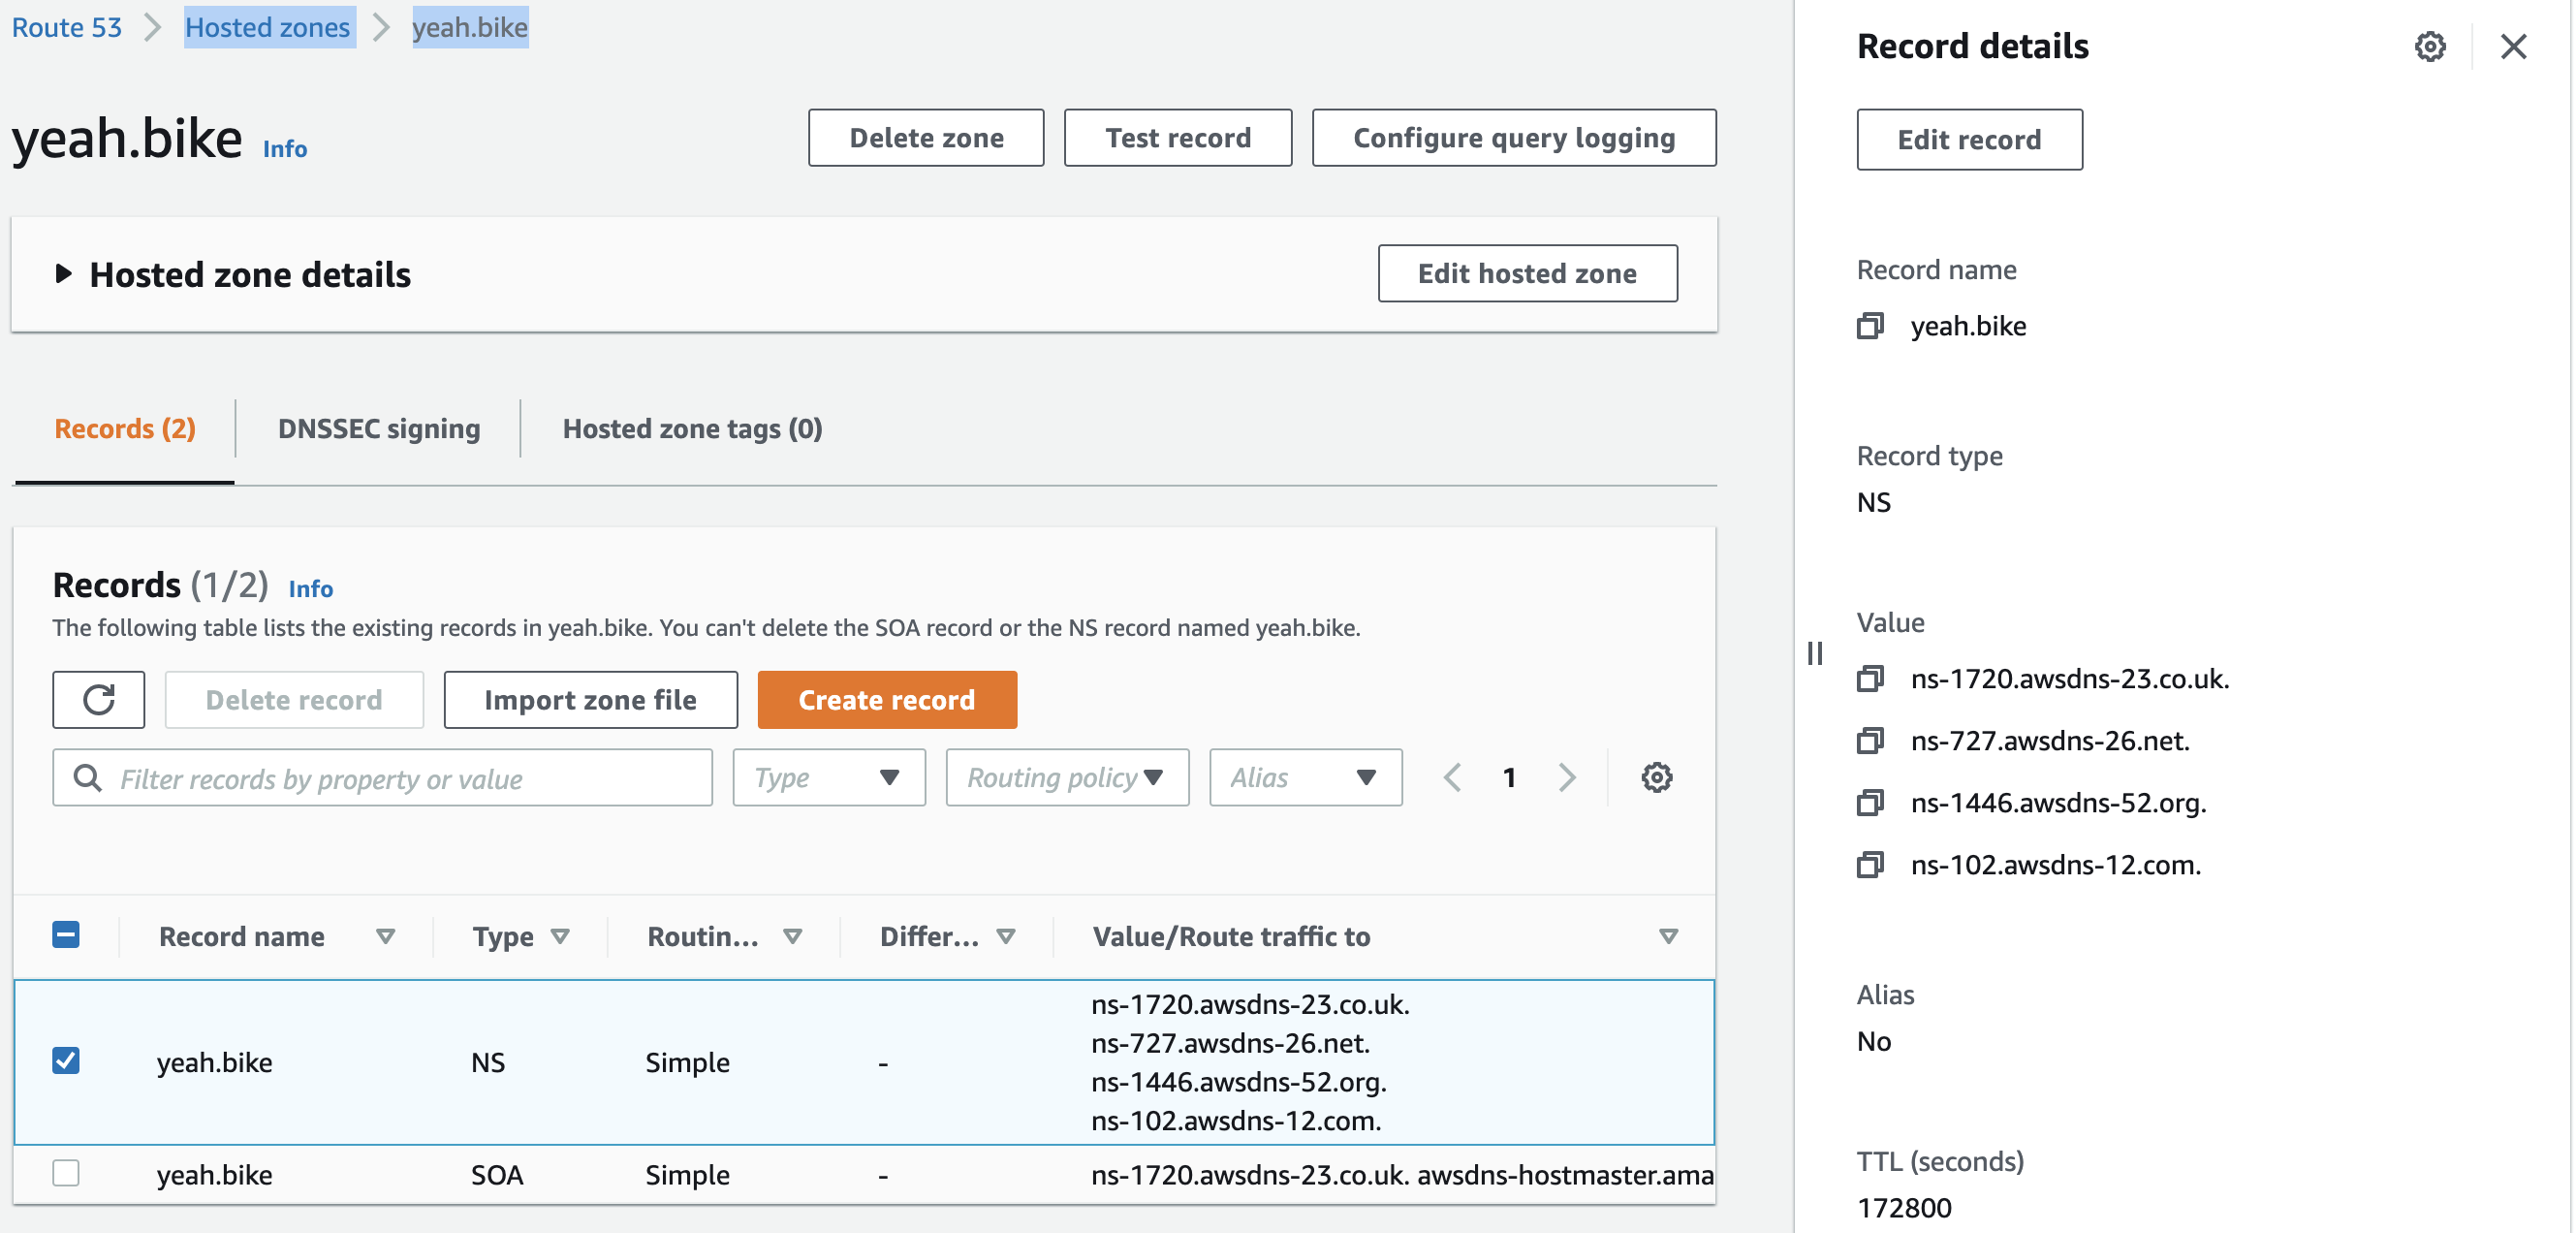 Route 53 > Hosted zones > yeah.bike
yeah.bike Info
Delete zone
Test record
Configure query logging
Hosted zone details
Edit hosted zone
Records (2)
DNSSEC signing
Hosted zone tags (0)
Records (1/2) Info
The following table lists the existing records in yeah.bike. You can't delete the SOA record or the NS record named yeah.bike.
Delete record
Import zone file
Create record
Filter records by property or value
Type
Routing policy
Alias
1
Record name Type Routin... Differ... Value/Route traffic to
yeah.bike NS Simple -
ns-1720.awsdns-23.co.uk.
ns-727.awsdns-26.net.
ns-1446.awsdns-52.org.
ns-102.awsdns-12.com.
yeah.bike SOA Simple - ns-1720.awsdns-23.co.uk. awsdns-hostmaster.ama
Record details
Edit record
Record name
yeah.bike
Record type
NS
Value
ns-1720.awsdns-23.co.uk.
ns-727.awsdns-26.net.
ns-1446.awsdns-52.org.
ns-102.awsdns-12.com.
Alias
No
TTL (seconds)
172800